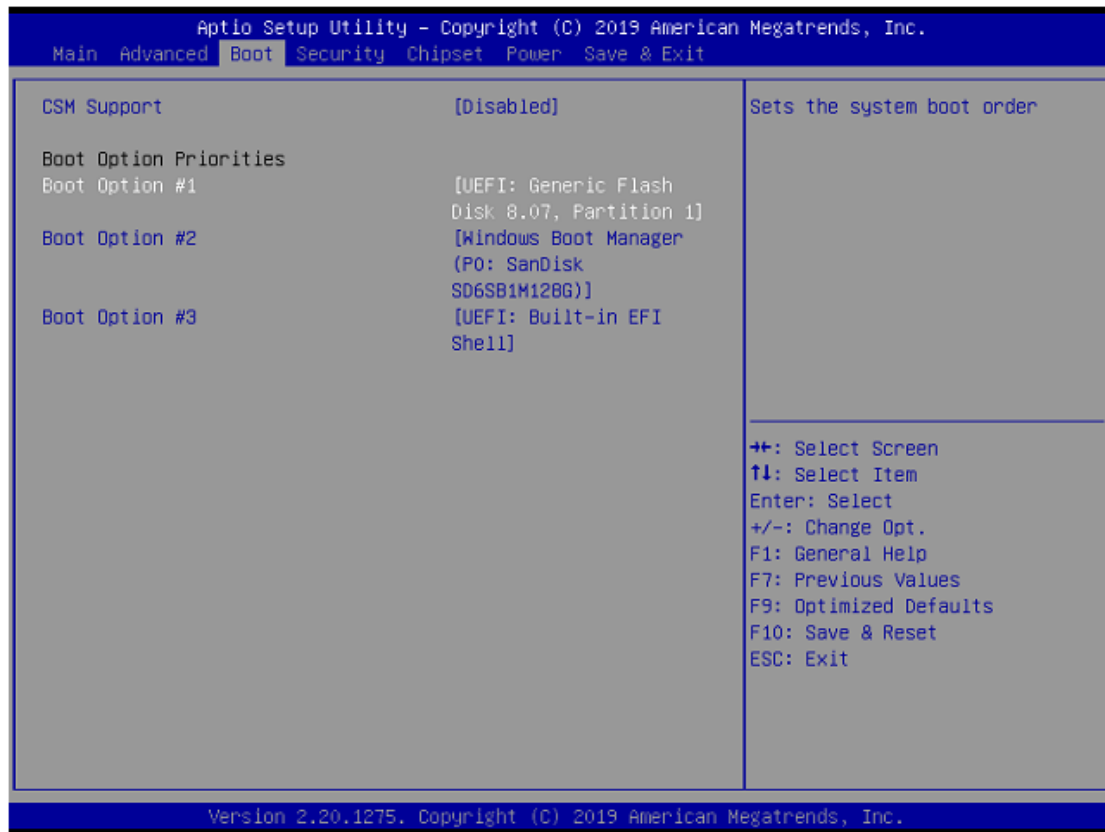 Aptio Setup Utility – Copyright (C) 2019 American Megatrends, Inc.
Main Advanced Boot Security Chipset Power Save & Exit
CSM Support [Disabled]
Boot Option Priorities
Boot Option #1 [UEFI: Generic Flash
Disk 8.07, Partition 1]
Boot Option #2 [Windows Boot Manager
(P0: SanDisk
SD6SB1M128G)]
Boot Option #3 [UEFI: Built-in EFI
Shell]
Sets the system boot order
→←: Select Screen
↑↓: Select Item
Enter: Select
+/-: Change Opt.
F1: General Help
F7: Previous Values
F9: Optimized Defaults
F10: Save & Reset
ESC: Exit
Version 2.20.1275. Copyright (C) 2019 American Megatrends, Inc.